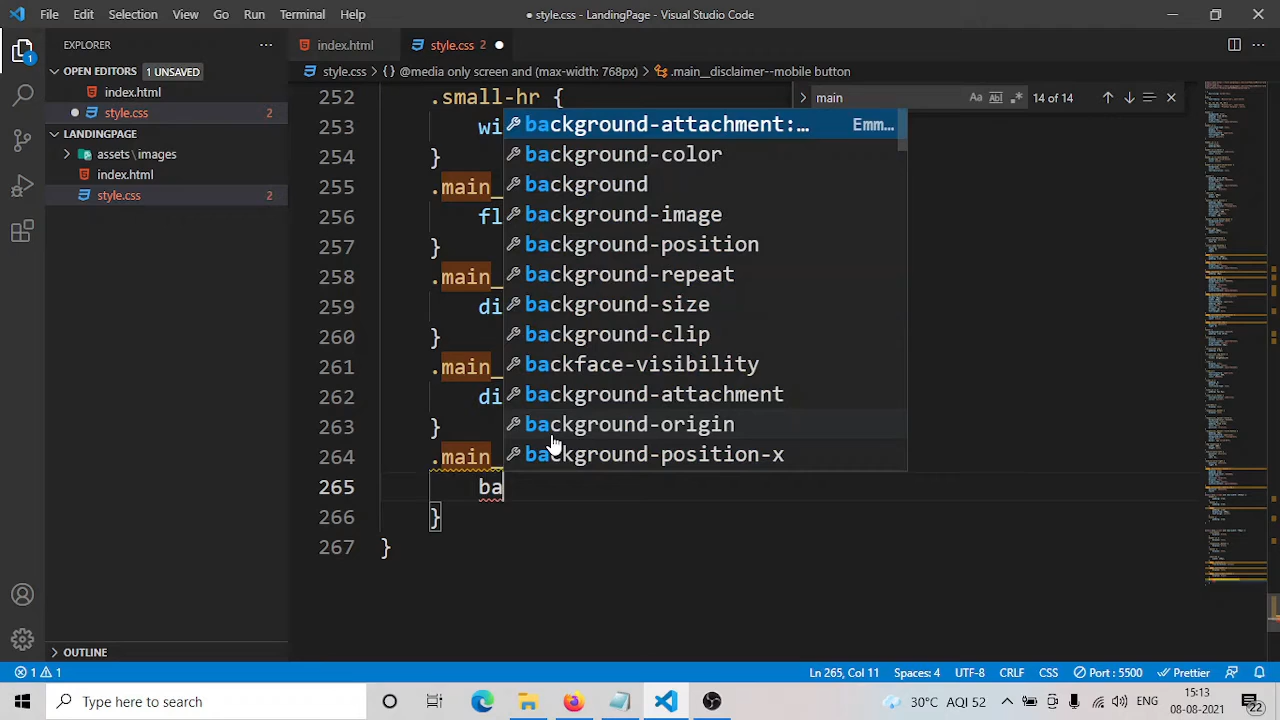 File Edit Selection View Go Run Terminal Help
● style.css - LandingPage - Visual Studio Code
EXPLORER
OPEN EDITORS 1 UNSAVED
index.html
style.css 2
LANDINGPAGE
assets \ images
index.html
style.css 2
OUTLINE
index.html
style.css 2
style.css > {} @media only screen and (max-width: 768px) > .main__disclaimer--mobile button
main
? of 14
252 .small {
253 wi
254
255 .main_
256 fl
257 }
258 .main_
259 di
260
261 .main_
262 di
263 }
264 .main_
265 ba
266 }
267 }
background-attachment:… Emm…
background-color
background
background-image
background-position
background-repeat
background-size
background-clip
backface-visibility
background-attachment
background-origin
background-position-x
1 1
Ln 265, Col 11 Spaces: 4 UTF-8 CRLF CSS Port : 5500 Prettier
Type here to search
30°C AQI 52
13:13
08-08-2021
22